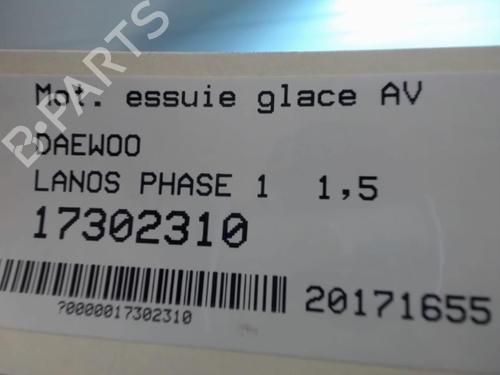 B-PARTS
Mot. essuie glace AV
DAEWOO
LANOS PHASE 1 1,5
17302310
?0000017302310
20171655